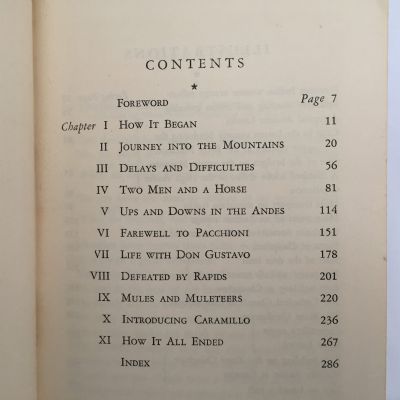 CONTENTS
★
FOREWORD Page 7
Chapter I HOW IT BEGAN 11
II JOURNEY INTO THE MOUNTAINS 20
III DELAYS AND DIFFICULTIES 56
IV TWO MEN AND A HORSE 81
V UPS AND DOWNS IN THE ANDES 114
VI FAREWELL TO PACCHIONI 151
VII LIFE WITH DON GUSTAVO 178
VIII DEFEATED BY RAPIDS 201
IX MULES AND MULETEERS 220
X INTRODUCING CARAMILLO 236
XI HOW IT ALL ENDED 267
INDEX 286